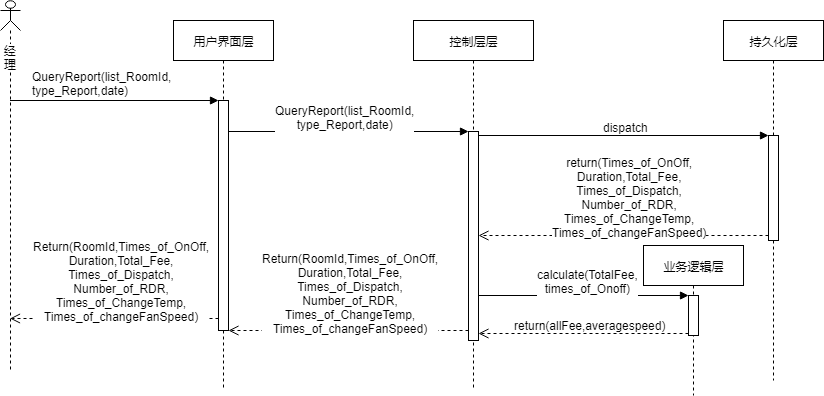 经
理
用户界面层
控制层层
持久化层
QueryReport(list_RoomId,
type_Report,date)
QueryReport(list_RoomId,
type_Report,date)
dispatch
return(Times_of_OnOff,
Duration,Total_Fee,
Times_of_Dispatch,
Number_of_RDR,
Times_of_ChangeTemp,
Times_of_changeFanSpeed)
业务逻辑层
calculate(TotalFee,
times_of_Onoff)
return(allFee,averagespeed)
Return(RoomId,Times_of_OnOff,
Duration,Total_Fee,
Times_of_Dispatch,
Number_of_RDR,
Times_of_ChangeTemp,
Times_of_changeFanSpeed)
Return(RoomId,Times_of_OnOff,
Duration,Total_Fee,
Times_of_Dispatch,
Number_of_RDR,
Times_of_ChangeTemp,
Times_of_changeFanSpeed)